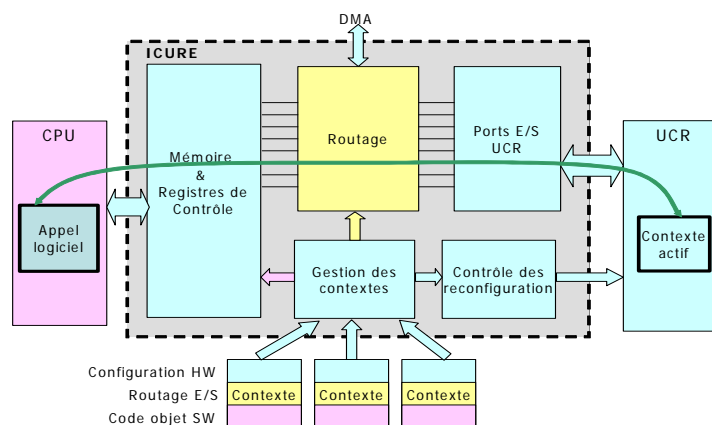 DMA
ICURE
CPU
Mémoire
&
Registres de
Contrôle
Routage
Ports E/S
UCR
UCR
Appel
logiciel
Contexte
actif
Gestion des
contextes
Contrôle des
reconfiguration
Configuration HW
Routage E/S
Contexte
Contexte
Contexte
Code objet SW